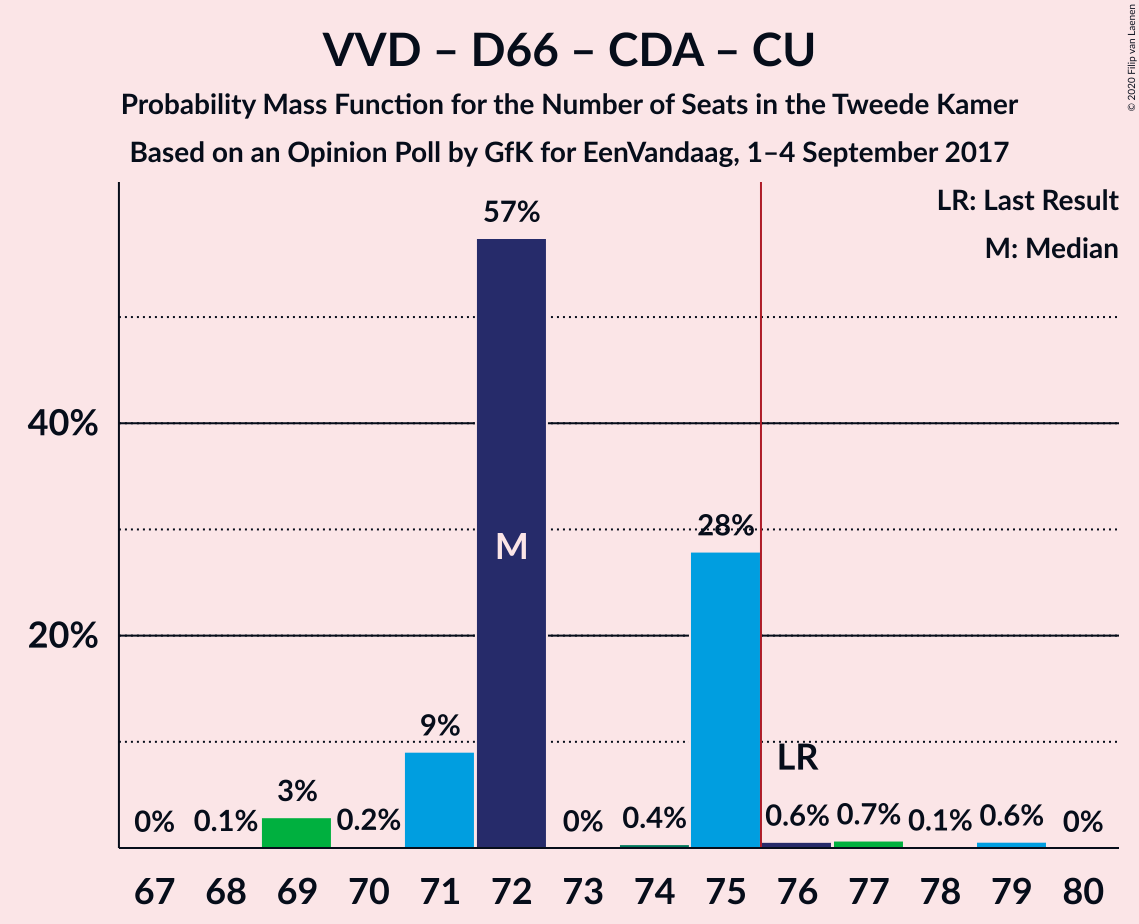 VVD – D66 – CDA – CU
Probability Mass Function for the Number of Seats in the Tweede Kamer
Based on an Opinion Poll by GfK for EenVandaag, 1–4 September 2017
© 2020 Filip van Laenen
LR: Last Result
M: Median
57%
40%
28%
M
20%
9%
LR
3%
0%
0.1%
0.2%
0%
0.4%
0.6%
0.7%
0.1%
0.6%
0%
67 68 69 70 71 72 73 74 75 76 77 78 79 80